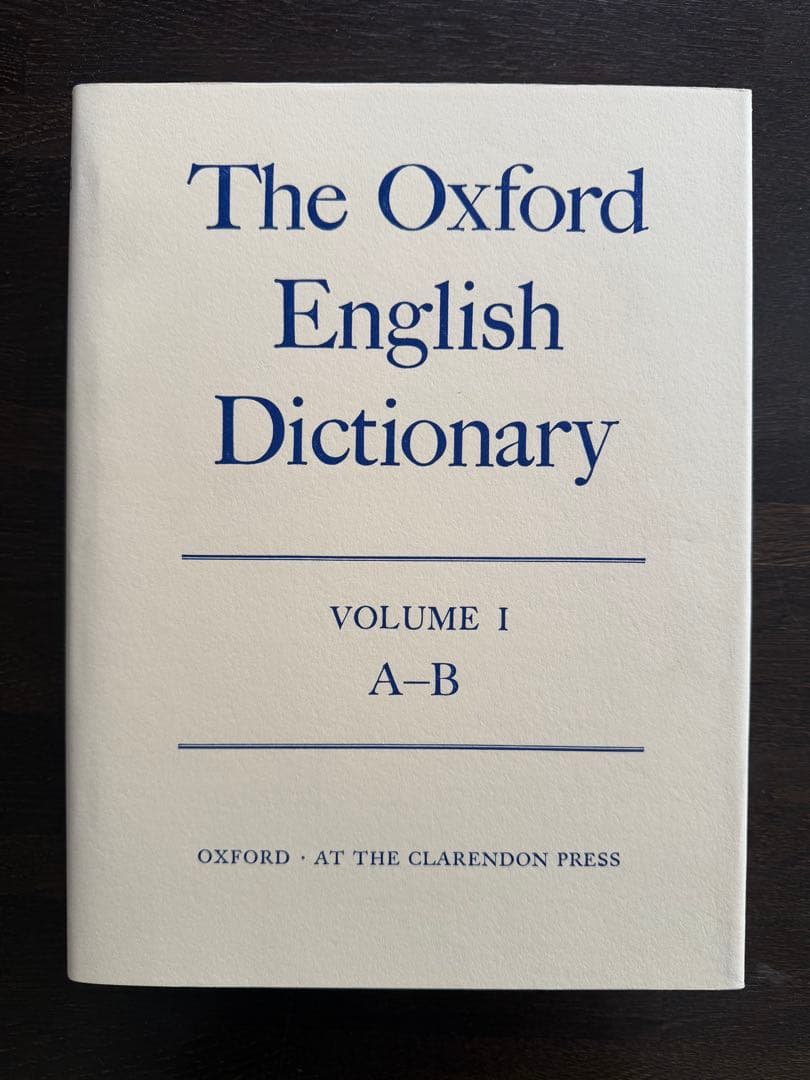 The Oxford
English
Dictionary
VOLUME I
A–B
OXFORD · AT THE CLARENDON PRESS